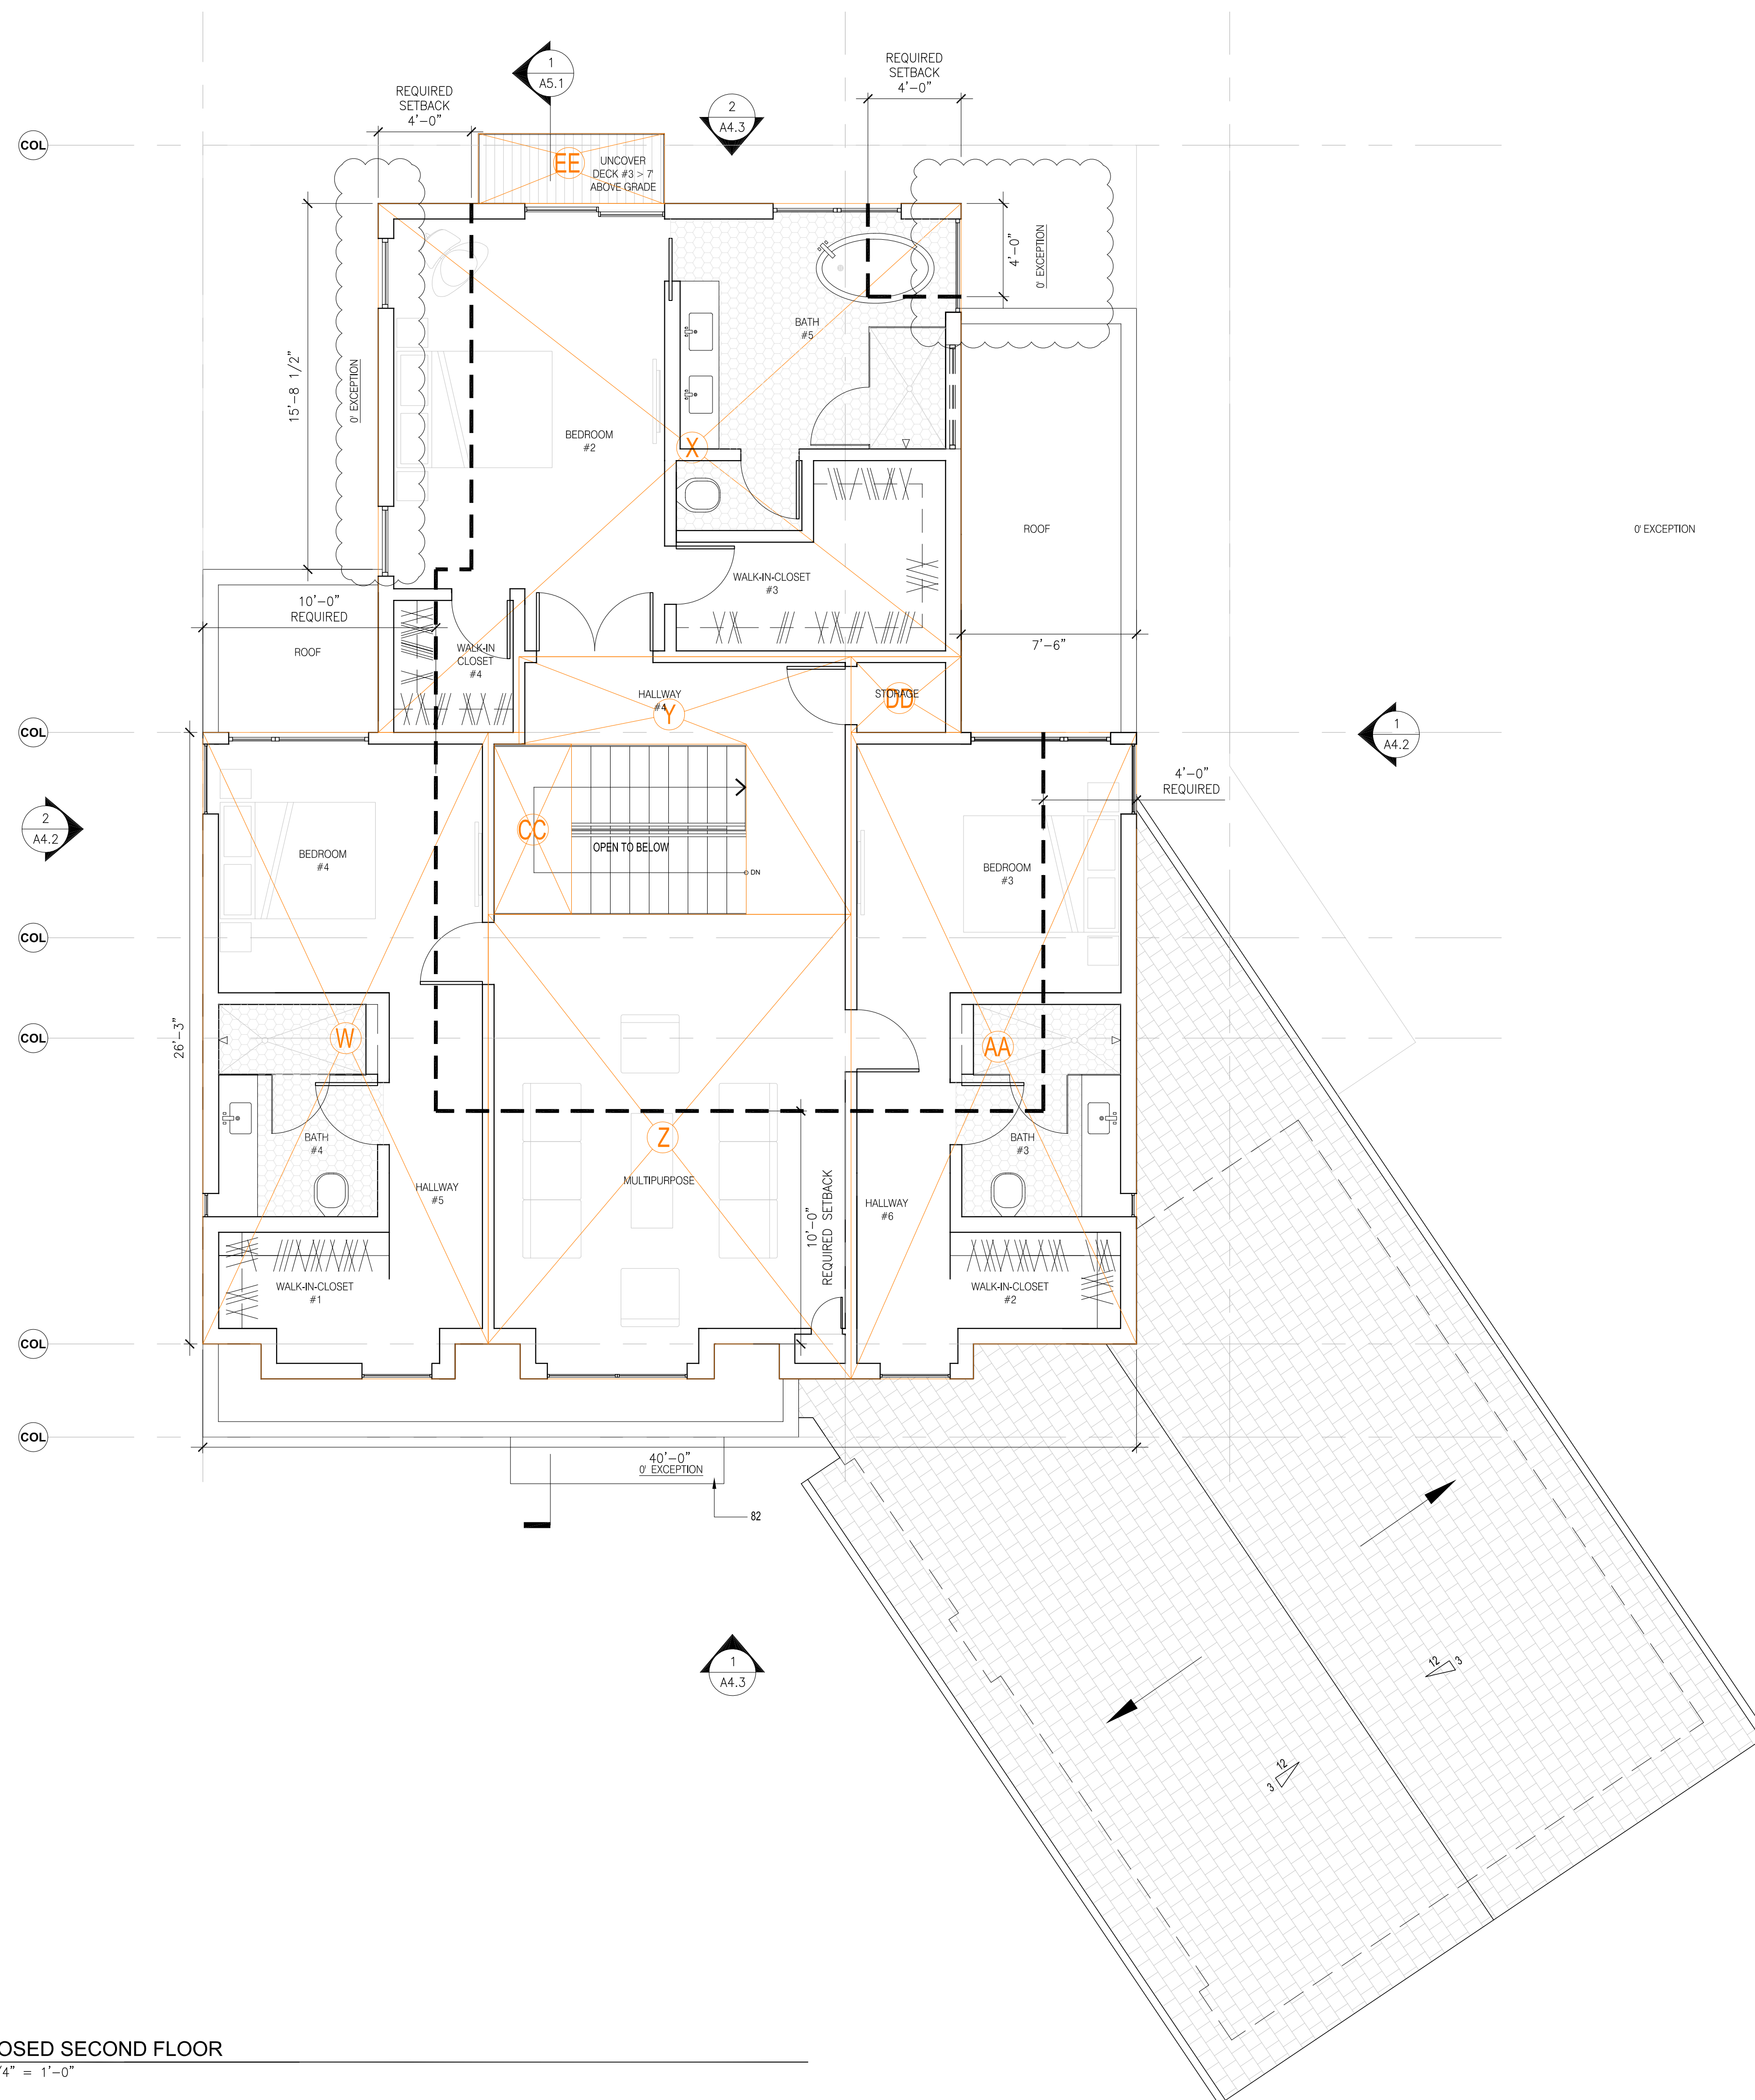 1
A5.1
REQUIRED
SETBACK
4'-0"
2
A4.3
REQUIRED
SETBACK
4'-0"
COL
EE
UNCOVER
DECK #3 > 7'
ABOVE GRADE
4'-0"
0' EXCEPTION
15'-8 1/2"
0' EXCEPTION
BATH
#5
BEDROOM
#2
X
ROOF
0' EXCEPTION
WALK-IN-CLOSET
#3
10'-0"
REQUIRED
ROOF
WALK-IN
CLOSET
#4
7'-6"
HALLWAY
#4
Y
STORAGE
DD
COL
1
A4.2
4'-0"
REQUIRED
2
A4.2
CC
OPEN TO BELOW
DN
BEDROOM
#4
BEDROOM
#3
COL
26'-3"
COL
W
AA
BATH
#4
Z
MULTIPURPOSE
BATH
#3
HALLWAY
#5
10'-0"
REQUIRED SETBACK
HALLWAY
#6
WALK-IN-CLOSET
#1
WALK-IN-CLOSET
#2
COL
COL
40'-0"
0' EXCEPTION
82
1
A4.3
12
3
12
3
OSED SECOND FLOOR
/4" = 1'-0"